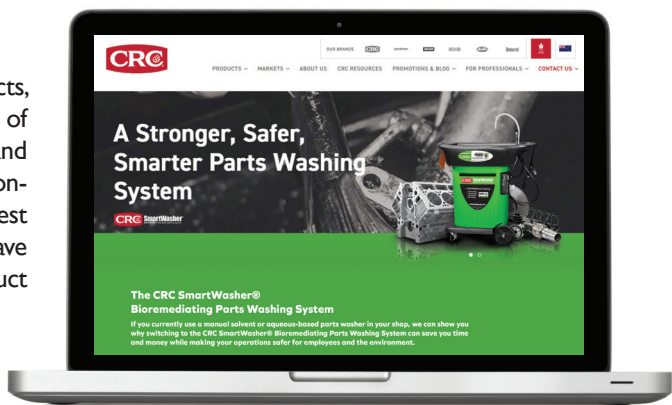 cts,
of
and
on-
est
ave
uct
CRC
OUR BRANDS CRC
PRODUCTS MARKETS ABOUT US CRC RESOURCES PROMOTIONS & BLOG FOR PROFESSIONALS CONTACT US
A Stronger, Safer,
Smarter Parts Washing
System
CRC SmartWasher
The CRC SmartWasher®
Bioremediating Parts Washing System
If you currently use a manual solvent or aqueous-based parts washer in your shop, we can show you
why switching to the CRC SmartWasher® Bioremediating Parts Washing System can save you time
and money while making your operations safer for employees and the environment.